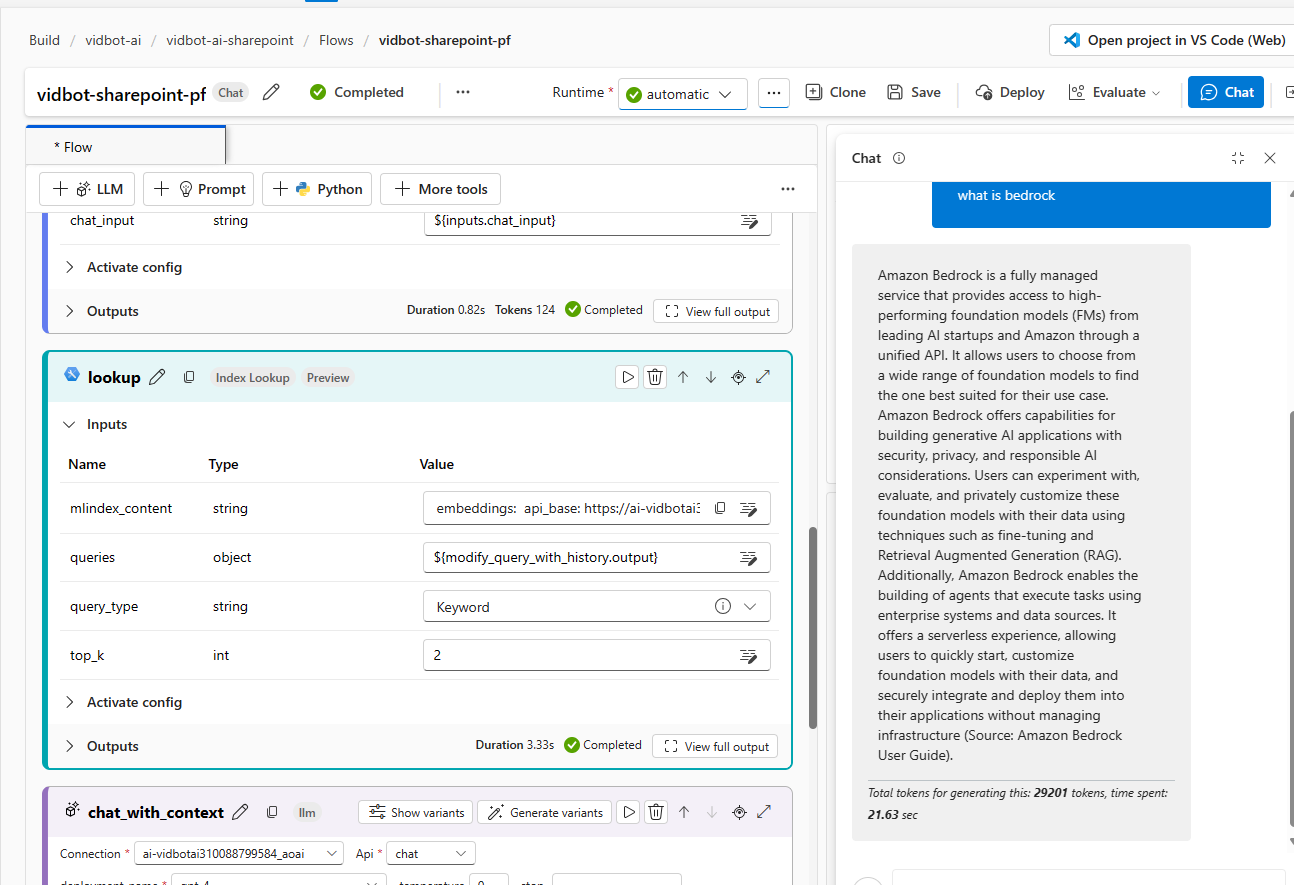 Build / vidbot-ai / vidbot-ai-sharepoint / Flows / vidbot-sharepoint-pf
Open project in VS Code (Web)
vidbot-sharepoint-pf Chat Completed ... Runtime * automatic ... Clone Save Deploy Evaluate Chat
* Flow
+ LLM + Prompt + Python + More tools ...
chat_input string ${inputs.chat_input}
Activate config
Outputs Duration 0.82s Tokens 124 Completed View full output
lookup Index Lookup Preview
Inputs
Name Type Value
mlindex_content string embeddings: api_base: https://ai-vidbotai3
queries object ${modify_query_with_history.output}
query_type string Keyword
top_k int 2
Activate config
Outputs Duration 3.33s Completed View full output
chat_with_context llm Show variants Generate variants
Connection * ai-vidbotai310088799584_aoai Api * chat
deployment_name * gpt-4 temperature 0 stop
Chat
what is bedrock
Amazon Bedrock is a fully managed
service that provides access to high-
performing foundation models (FMs) from
leading AI startups and Amazon through a
unified API. It allows users to choose from
a wide range of foundation models to find
the one best suited for their use case.
Amazon Bedrock offers capabilities for
building generative AI applications with
security, privacy, and responsible AI
considerations. Users can experiment with,
evaluate, and privately customize these
foundation models with their data using
techniques such as fine-tuning and
Retrieval Augmented Generation (RAG).
Additionally, Amazon Bedrock enables the
building of agents that execute tasks using
enterprise systems and data sources. It
offers a serverless experience, allowing
users to quickly start, customize
foundation models with their data, and
securely integrate and deploy them into
their applications without managing
infrastructure (Source: Amazon Bedrock
User Guide).
Total tokens for generating this: 29201 tokens, time spent:
21.63 sec